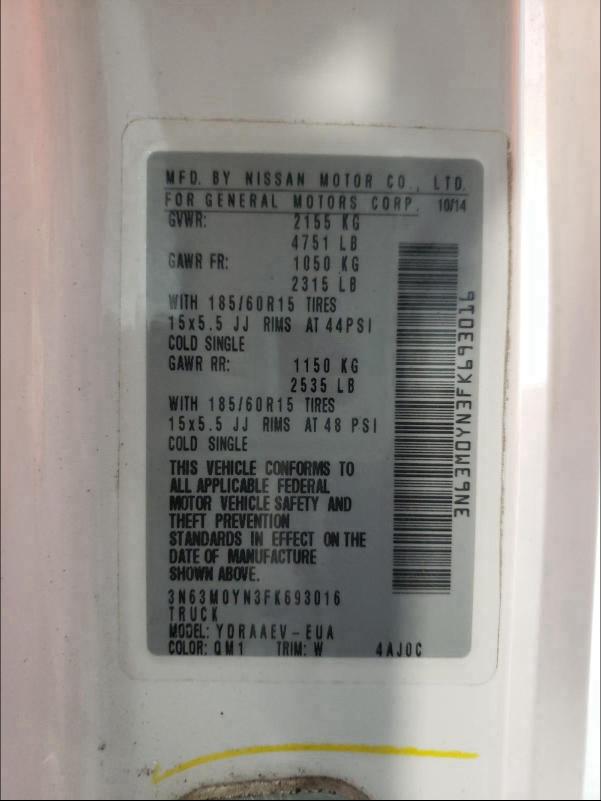 MFD. BY NISSAN MOTOR CO., LTD.
FOR GENERAL MOTORS CORP. 10/14
GVWR: 2155 KG
4751 LB
GAWR FR: 1050 KG
2315 LB
WITH 185/60R15 TIRES
15x5.5 JJ RIMS AT 44PSI
COLD SINGLE
GAWR RR: 1150 KG
2535 LB
WITH 185/60R15 TIRES
15x5.5 JJ RIMS AT 48 PSI
COLD SINGLE
THIS VEHICLE CONFORMS TO
ALL APPLICABLE FEDERAL
MOTOR VEHICLE SAFETY AND
THEFT PREVENTION
STANDARDS IN EFFECT ON THE
DATE OF MANUFACTURE
SHOWN ABOVE.
3N63M0YN3FK693016
TRUCK
MODEL: YDRAAEV-EUA
COLOR: QM1 TRIM: W 4AJ0C
3N63M0YN3FK693016